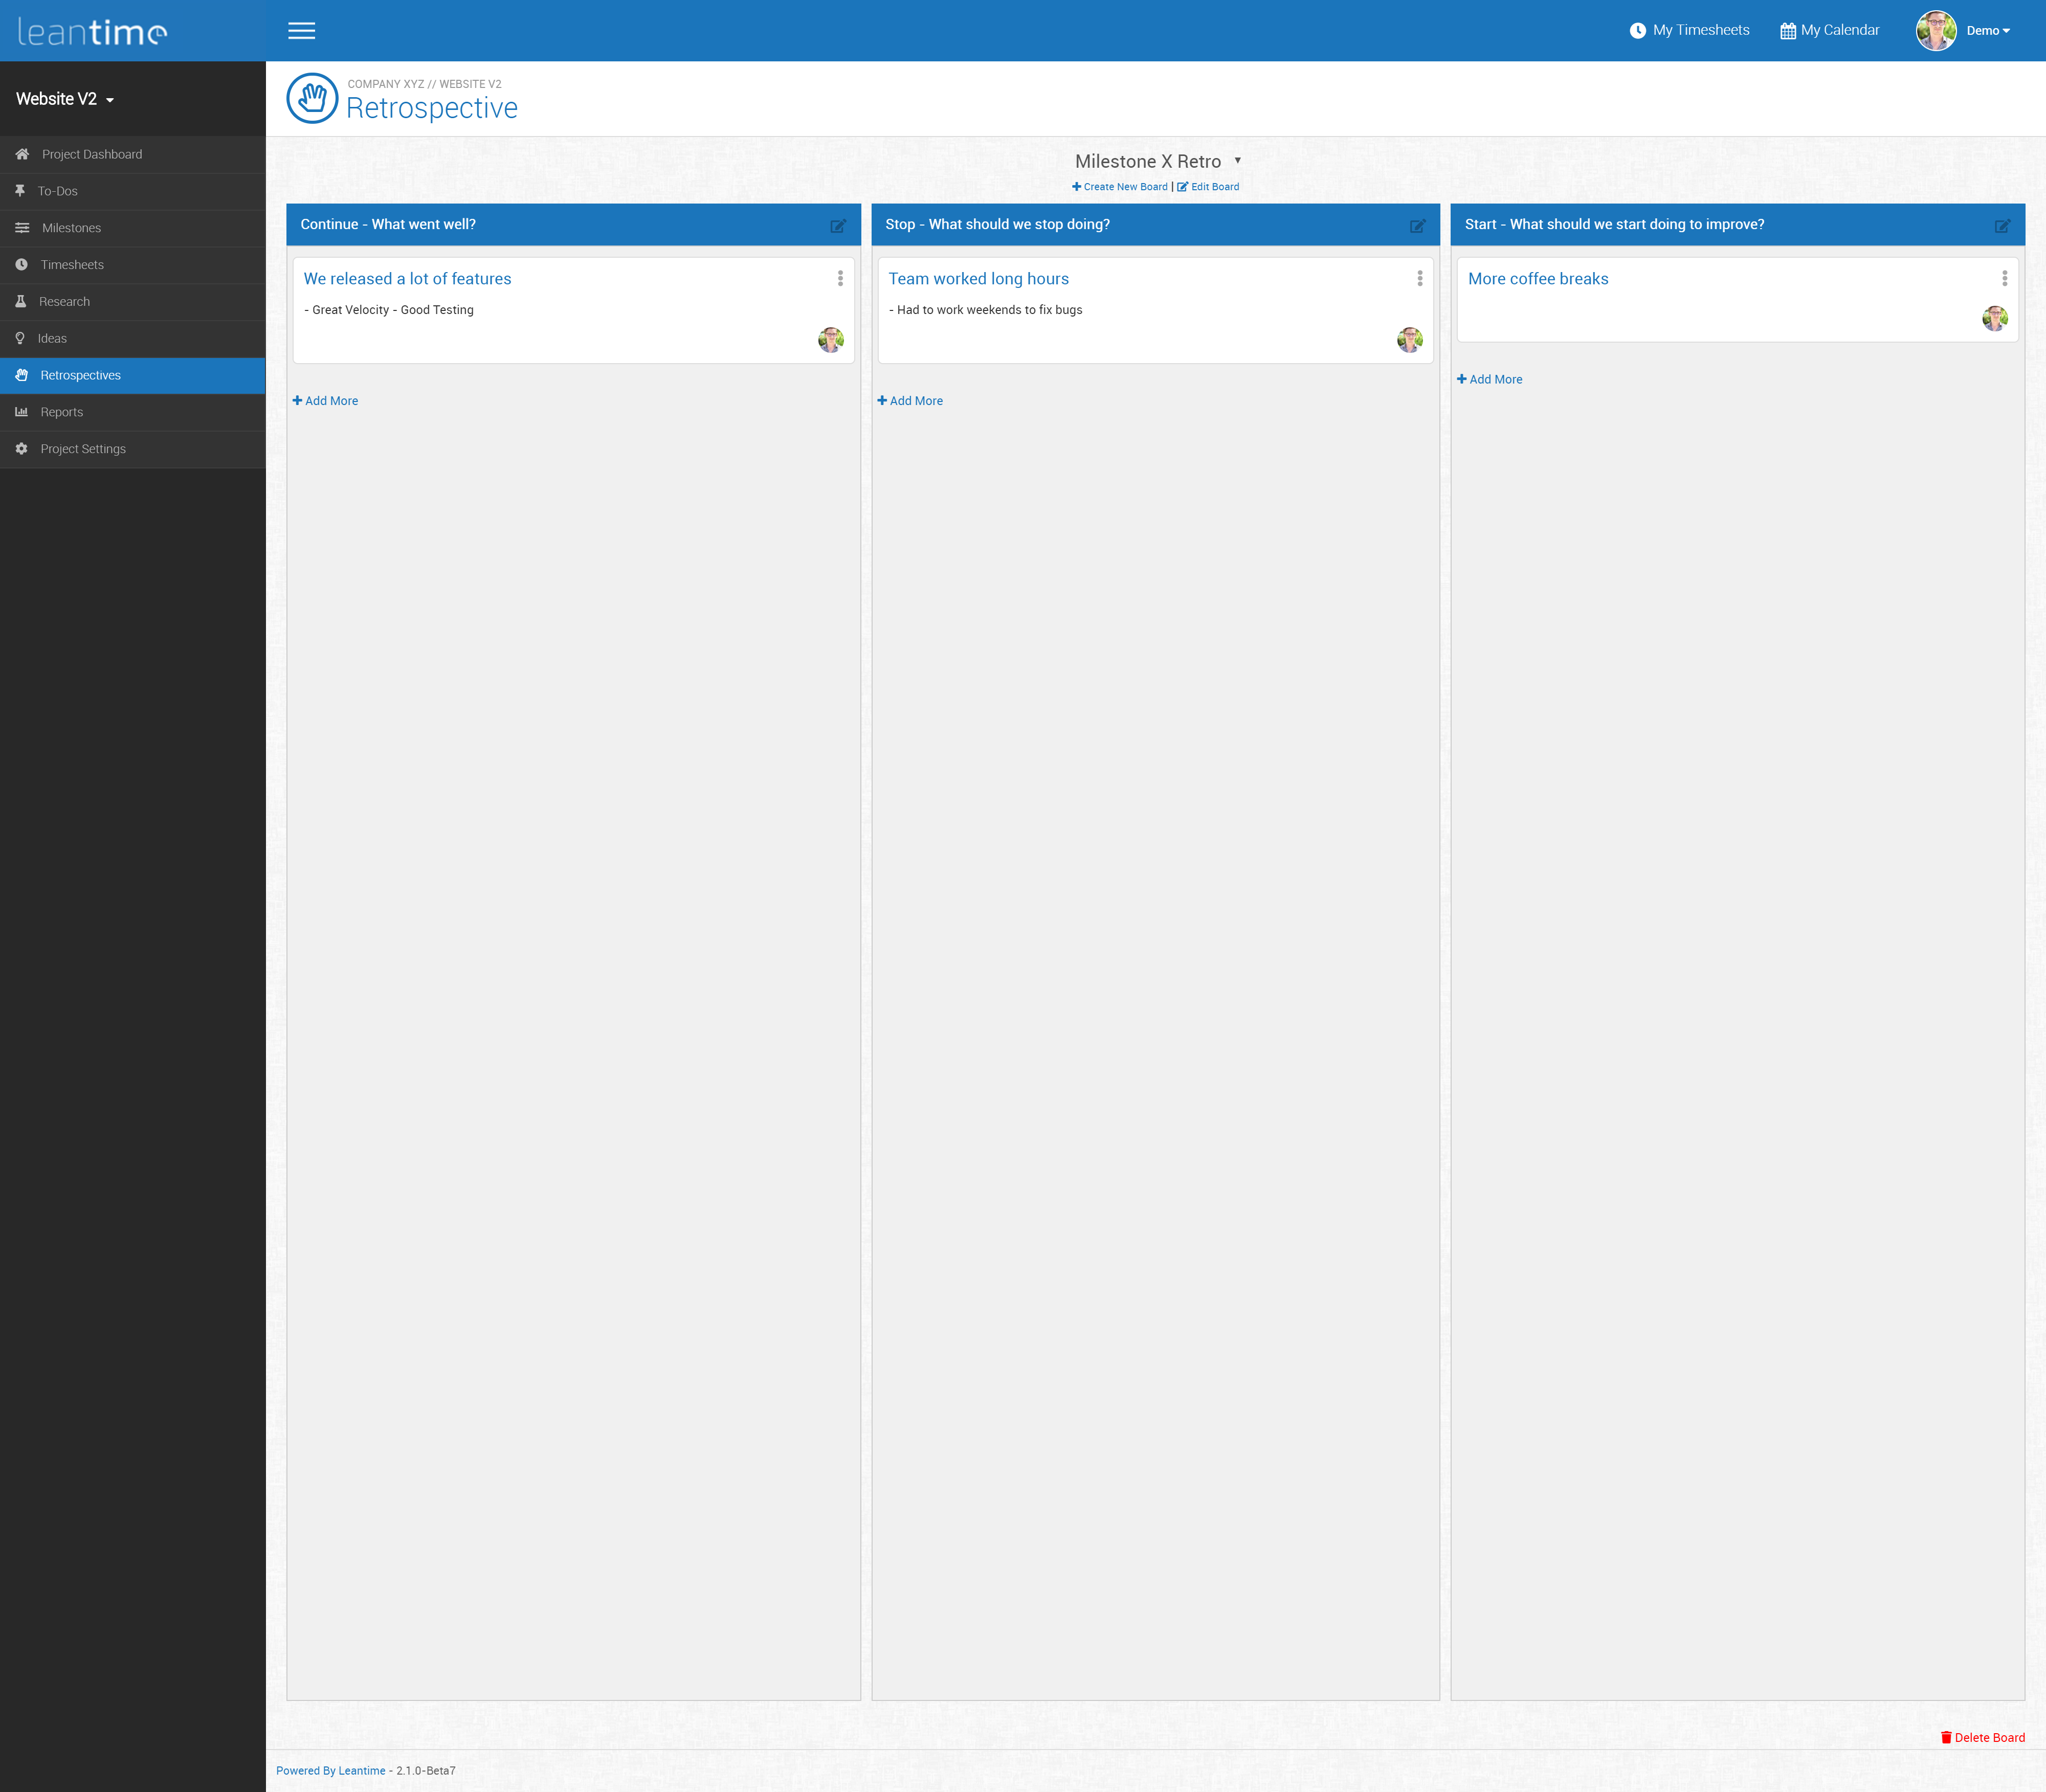 leantime
My Timesheets
My Calendar
Demo
Website V2
Project Dashboard
To-Dos
Milestones
Timesheets
Research
Ideas
Retrospectives
Reports
Project Settings
COMPANY XYZ // WEBSITE V2
Retrospective
Milestone X Retro
Create New Board | Edit Board
Continue - What went well?
We released a lot of features
- Great Velocity - Good Testing
Add More
Stop - What should we stop doing?
Team worked long hours
- Had to work weekends to fix bugs
Add More
Start - What should we start doing to improve?
More coffee breaks
Add More
Delete Board
Powered By Leantime - 2.1.0-Beta7